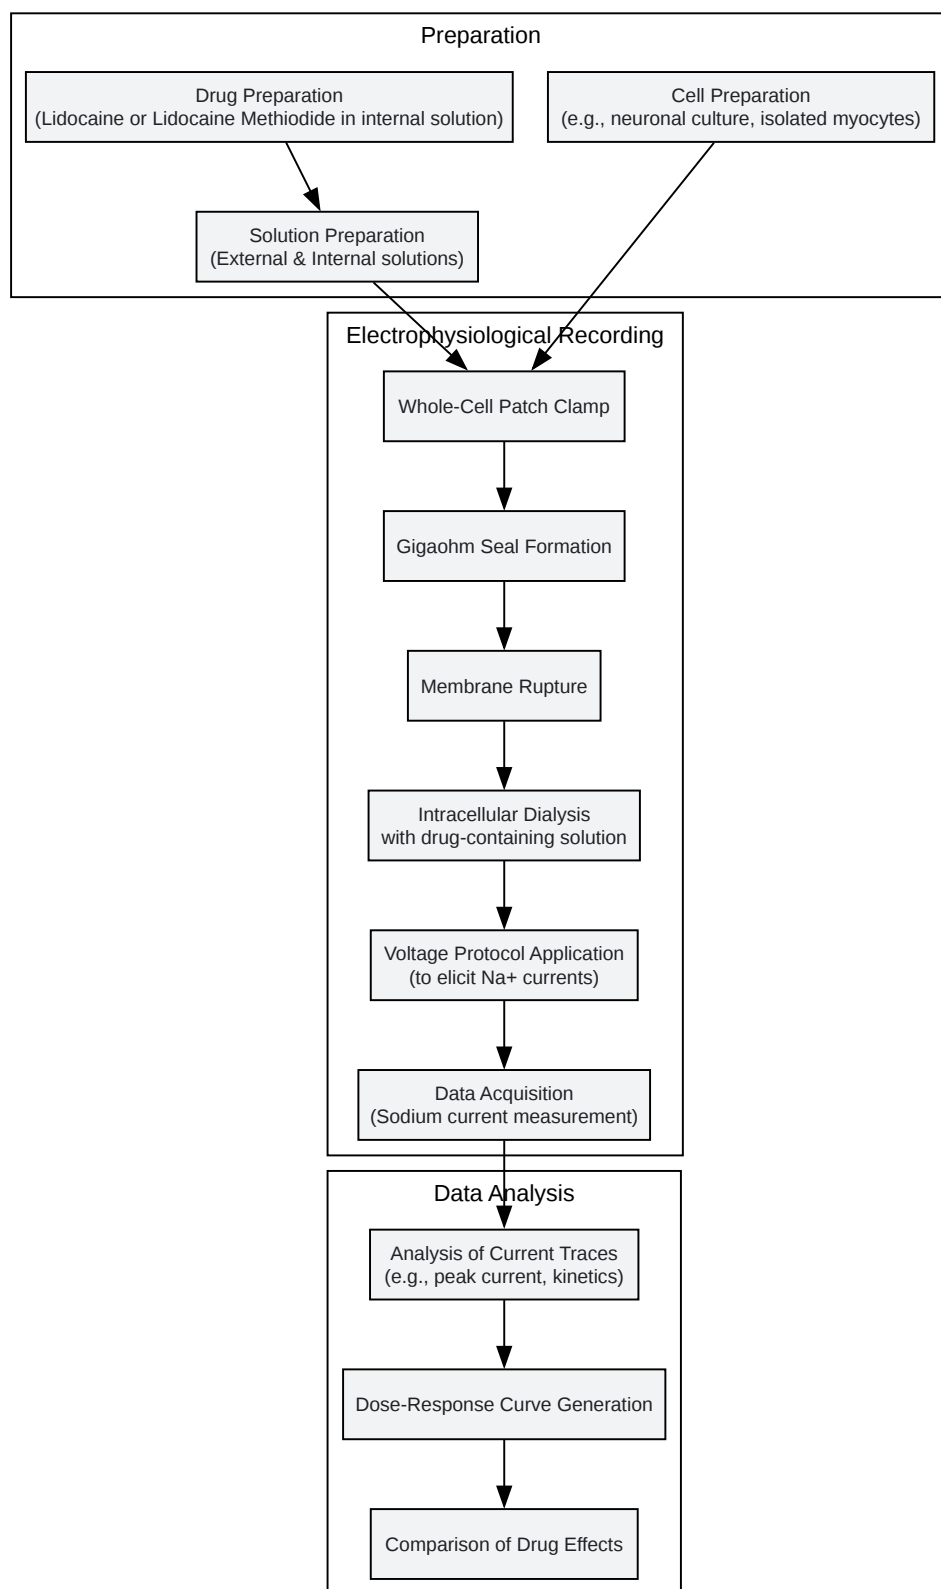 Preparation
Drug Preparation
(Lidocaine or Lidocaine Methiodide in internal solution)
Cell Preparation
(e.g., neuronal culture, isolated myocytes)
Solution Preparation
(External & Internal solutions)
Electrophysiological Recording
Whole-Cell Patch Clamp
Gigaohm Seal Formation
Membrane Rupture
Intracellular Dialysis
with drug-containing solution
Voltage Protocol Application
(to elicit Na+ currents)
Data Acquisition
(Sodium current measurement)
Data Analysis
Analysis of Current Traces
(e.g., peak current, kinetics)
Dose-Response Curve Generation
Comparison of Drug Effects